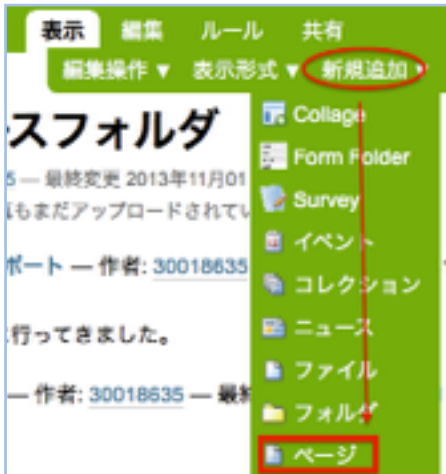 表示 編集 ルール 共有
編集操作 ▼ 表示形式 ▼ 新規追加 ▼
スフォルダ
5 — 最終変更 2013年11月01
もまだアップロードされてい
ポート — 作者: 30018635
行ってきました。
— 作者: 30018635 — 最
Collage
Form Folder
Survey
イベント
コレクション
ニュース
ファイル
フォルダ
ページ